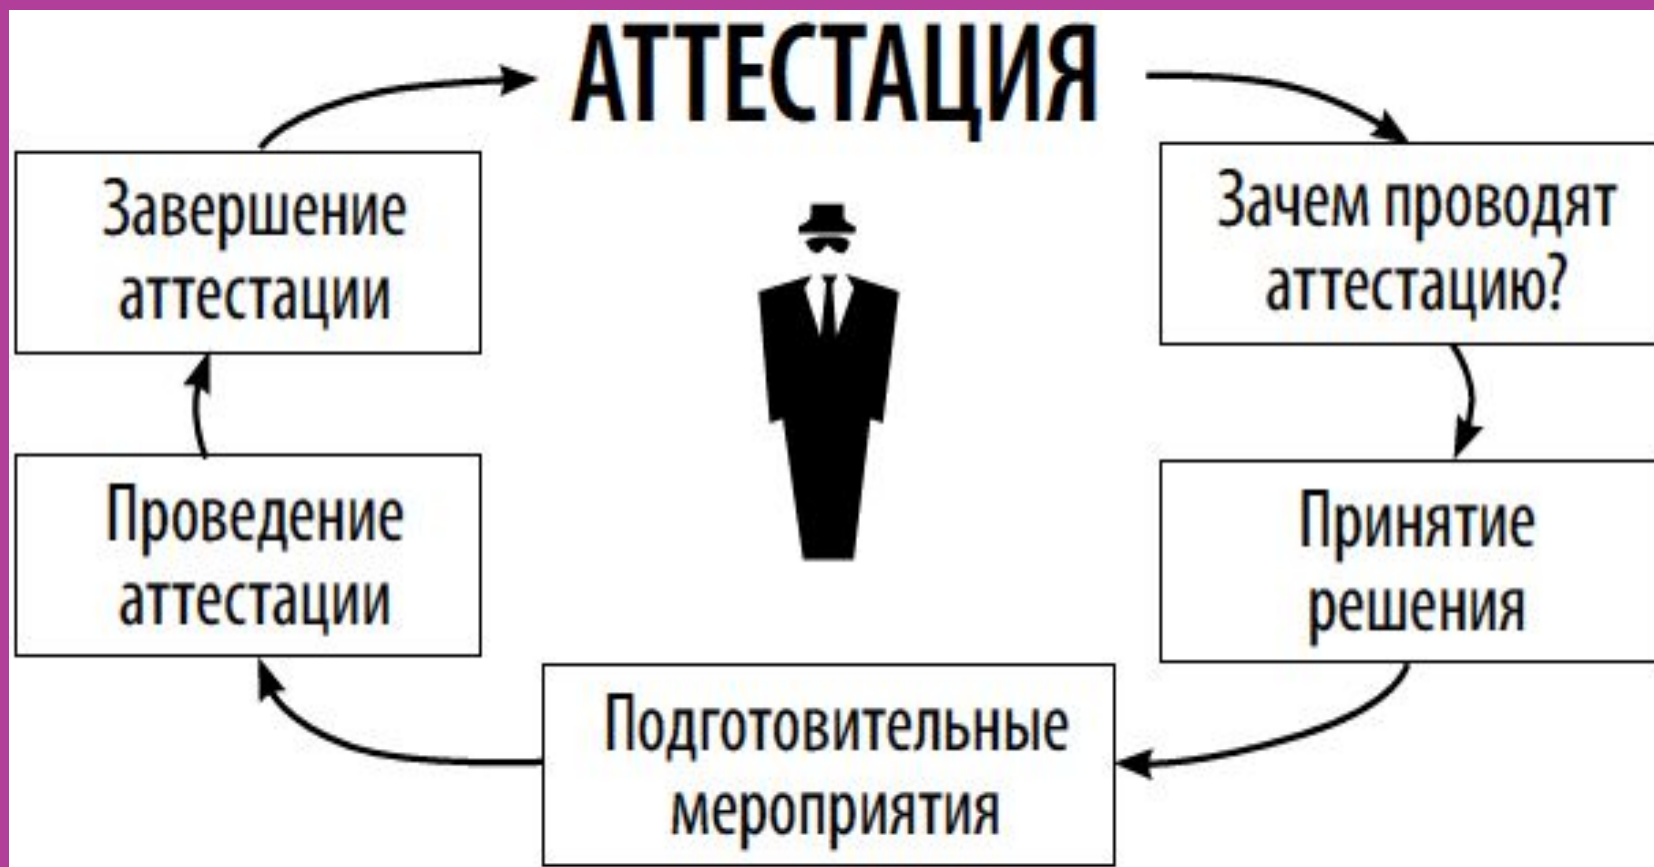 АТТЕСТАЦИЯ
Зачем проводят
аттестацию?
Принятие
решения
Подготовительные
мероприятия
Проведение
аттестации
Завершение
аттестации